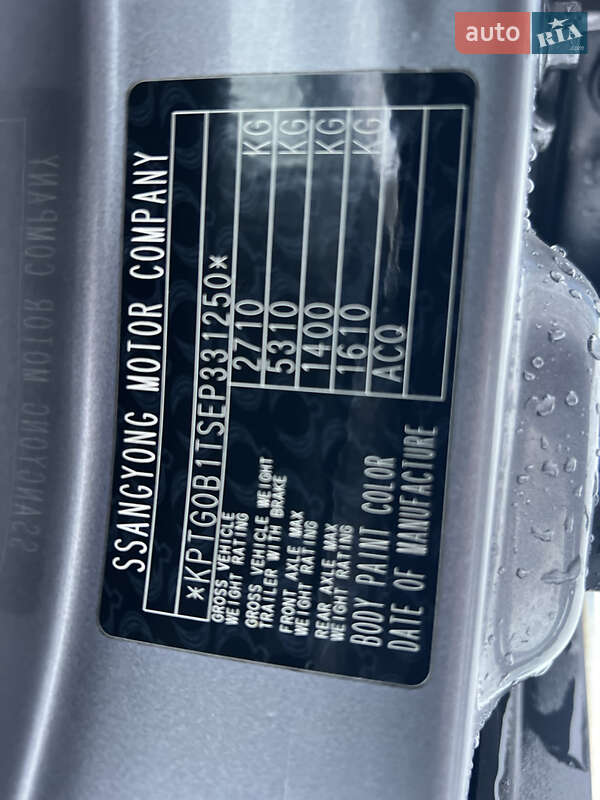 auto RIA.com
SSANGYONG MOTOR COMPANY
*KPTG0B1TSEP331250*
GROSS VEHICLE WEIGHT RATING 2710 KG
GROSS VEHICLE WEIGHT TRAILER WITH BRAKE 5310 KG
FRONT AXLE MAX WEIGHT RATING 1400 KG
REAR AXLE MAX WEIGHT RATING 1610 KG
BODY PAINT COLOR ACQ
DATE OF MANUFACTURE